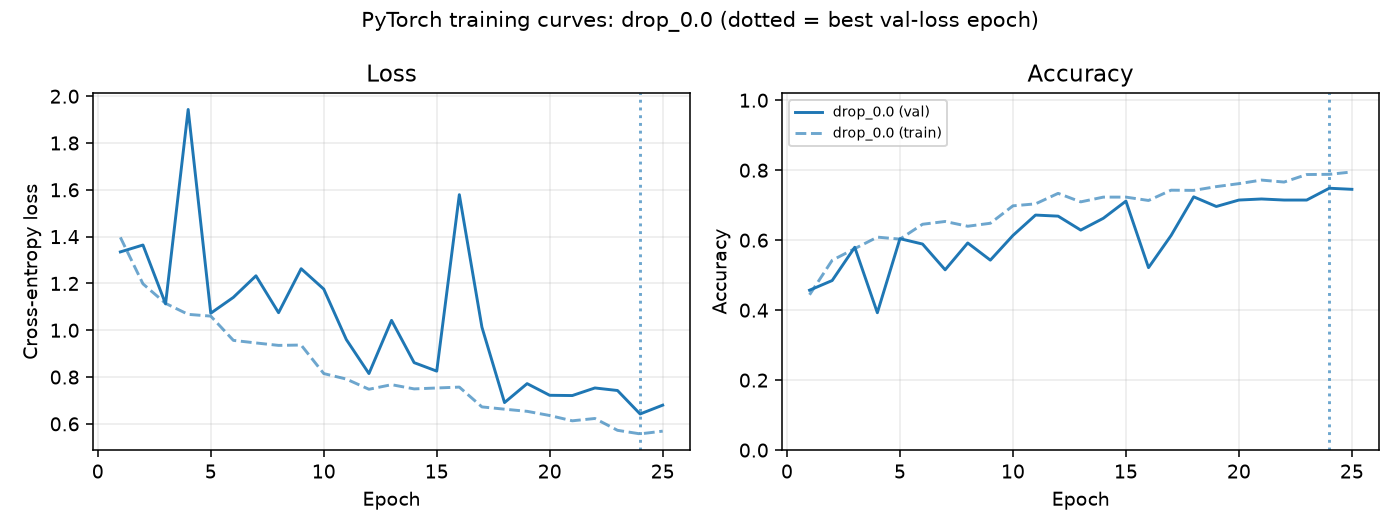 PyTorch training curves: drop_0.0 (dotted = best val-loss epoch)
Loss
Cross-entropy loss
2.0
1.8
1.6
1.4
1.2
1.0
0.8
0.6
0
5
10
15
20
25
Epoch
Accuracy
Accuracy
1.0
0.8
0.6
0.4
0.2
0.0
drop_0.0 (val)
drop_0.0 (train)
0
5
10
15
20
25
Epoch